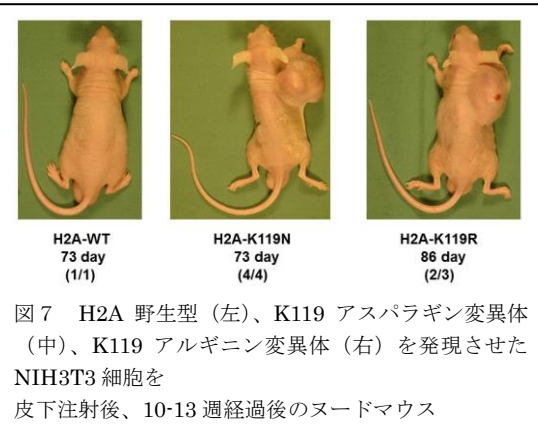 H2A-WT
73 day
(1/1)
H2A-K119N
73 day
(4/4)
H2A-K119R
86 day
(2/3)
図７　H2A 野生型（左）、K119 アスパラギン変異体
（中）、K119 アルギニン変異体（右）を発現させた
NIH3T3 細胞を
皮下注射後、10-13 週経過後のヌードマウス